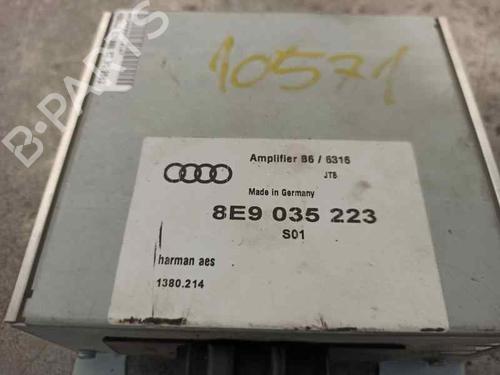 B-PARTS
10571
Amplifier B6 / 6316
JTB
Made in Germany
8E9 035 223
S01
harman aes
1380.214